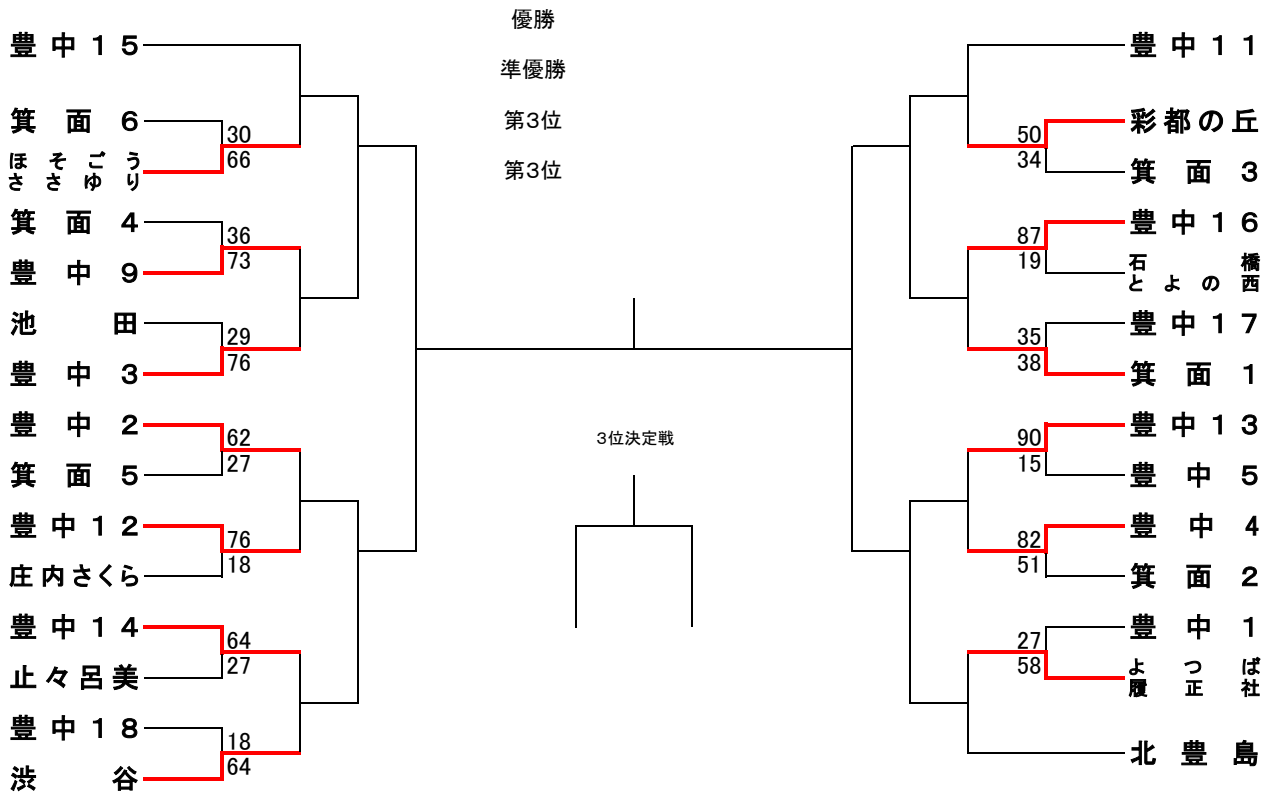 優勝
準優勝
第3位
第3位
豊中１５
箕面６
30
ほそごう
ささゆり
66
箕面４
36
豊中９
73
池田
29
豊中３
76
豊中２
62
箕面５
27
豊中１２
76
庄内さくら
18
豊中１４
64
止々呂美
27
豊中１８
18
渋谷
64
3位決定戦
豊中１１
50
彩都の丘
34
箕面３
87
豊中１６
19
石橋
とよの西
35
豊中１７
38
箕面１
90
豊中１３
15
豊中５
82
豊中４
51
箕面２
27
豊中１
58
よつば
履正社
北豊島